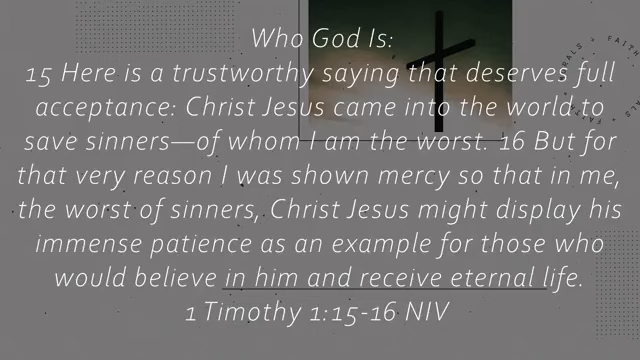 Who God Is:
15 Here is a trustworthy saying that deserves full
acceptance: Christ Jesus came into the world to
save sinners—of whom I am the worst. 16 But for
that very reason I was shown mercy so that in me,
the worst of sinners, Christ Jesus might display his
immense patience as an example for those who
would believe in him and receive eternal life.
1 Timothy 1:15-16 NIV
FAITH